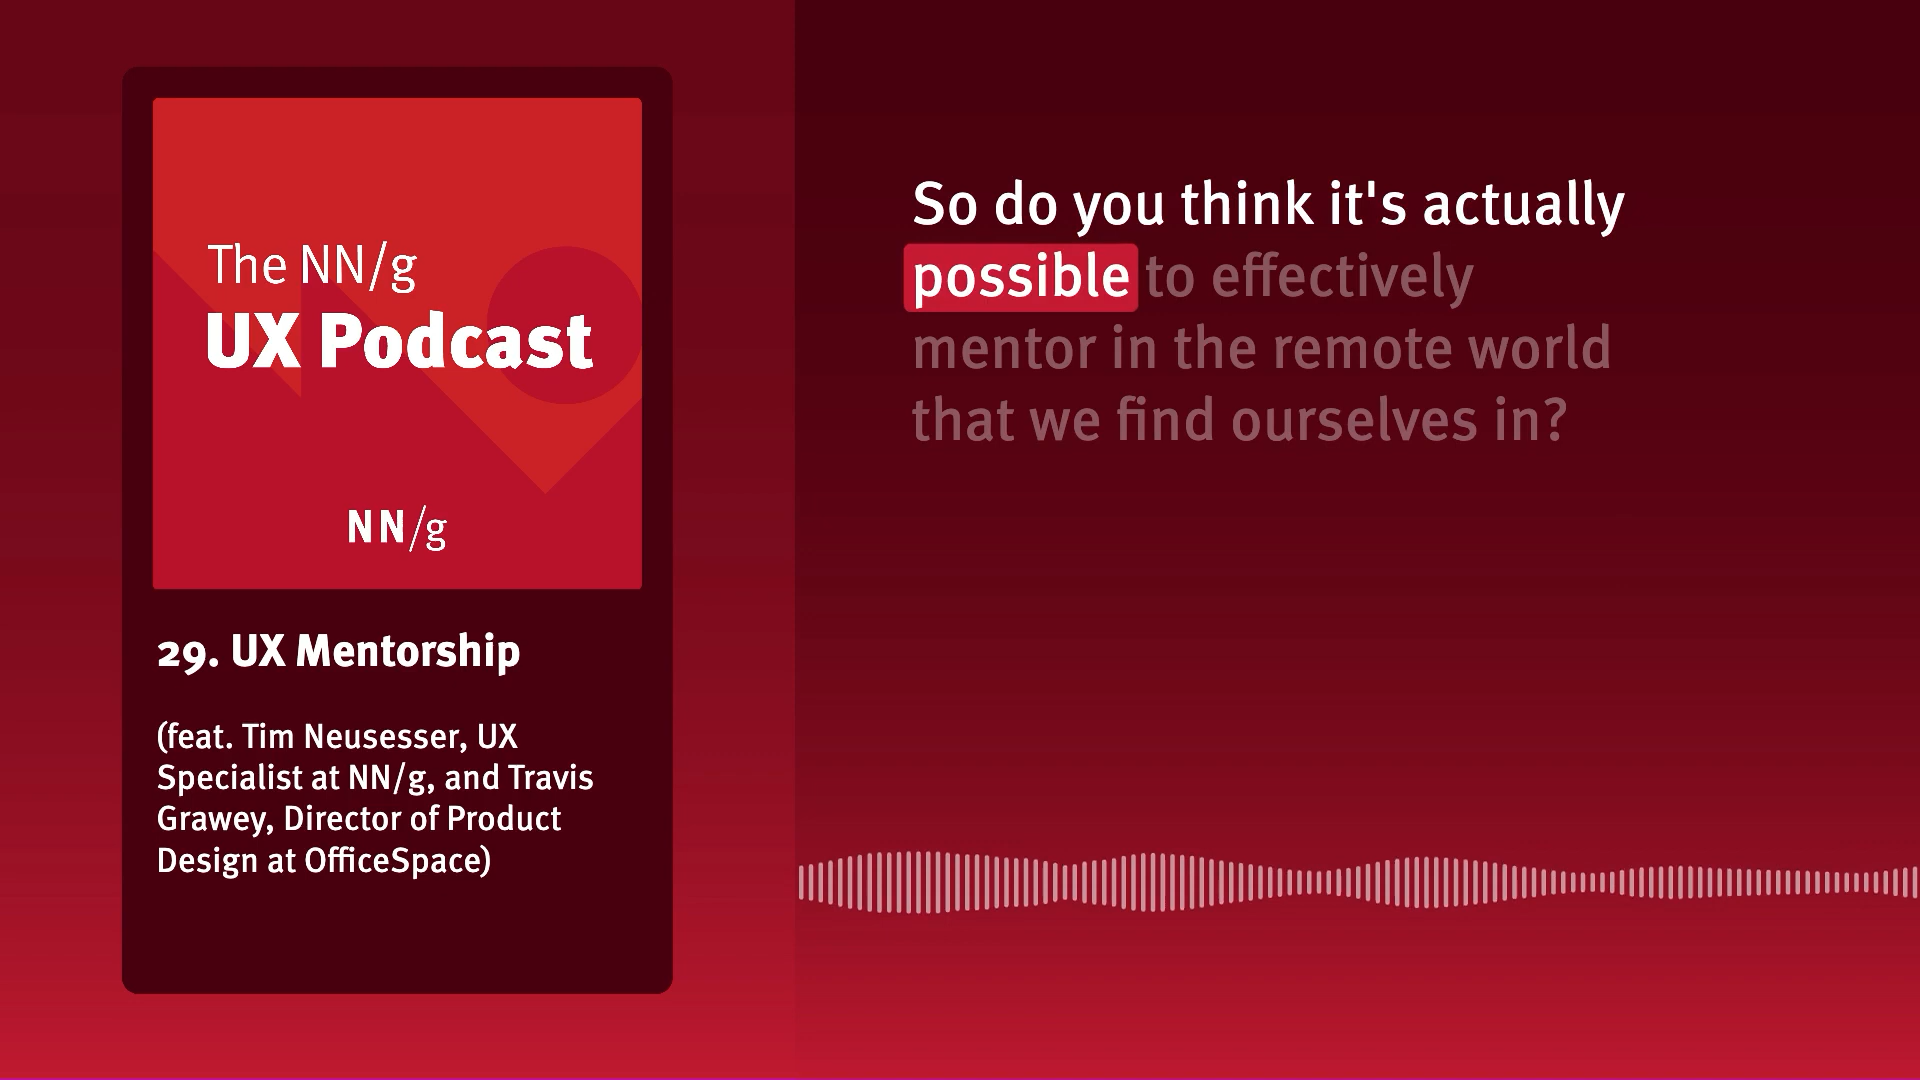 The NN/g
UX Podcast
NN/g
29. UX Mentorship
(feat. Tim Neusesser, UX
Specialist at NN/g, and Travis
Grawey, Director of Product
Design at OfficeSpace)
So do you think it's actually
possible to effectively
mentor in the remote world
that we find ourselves in?